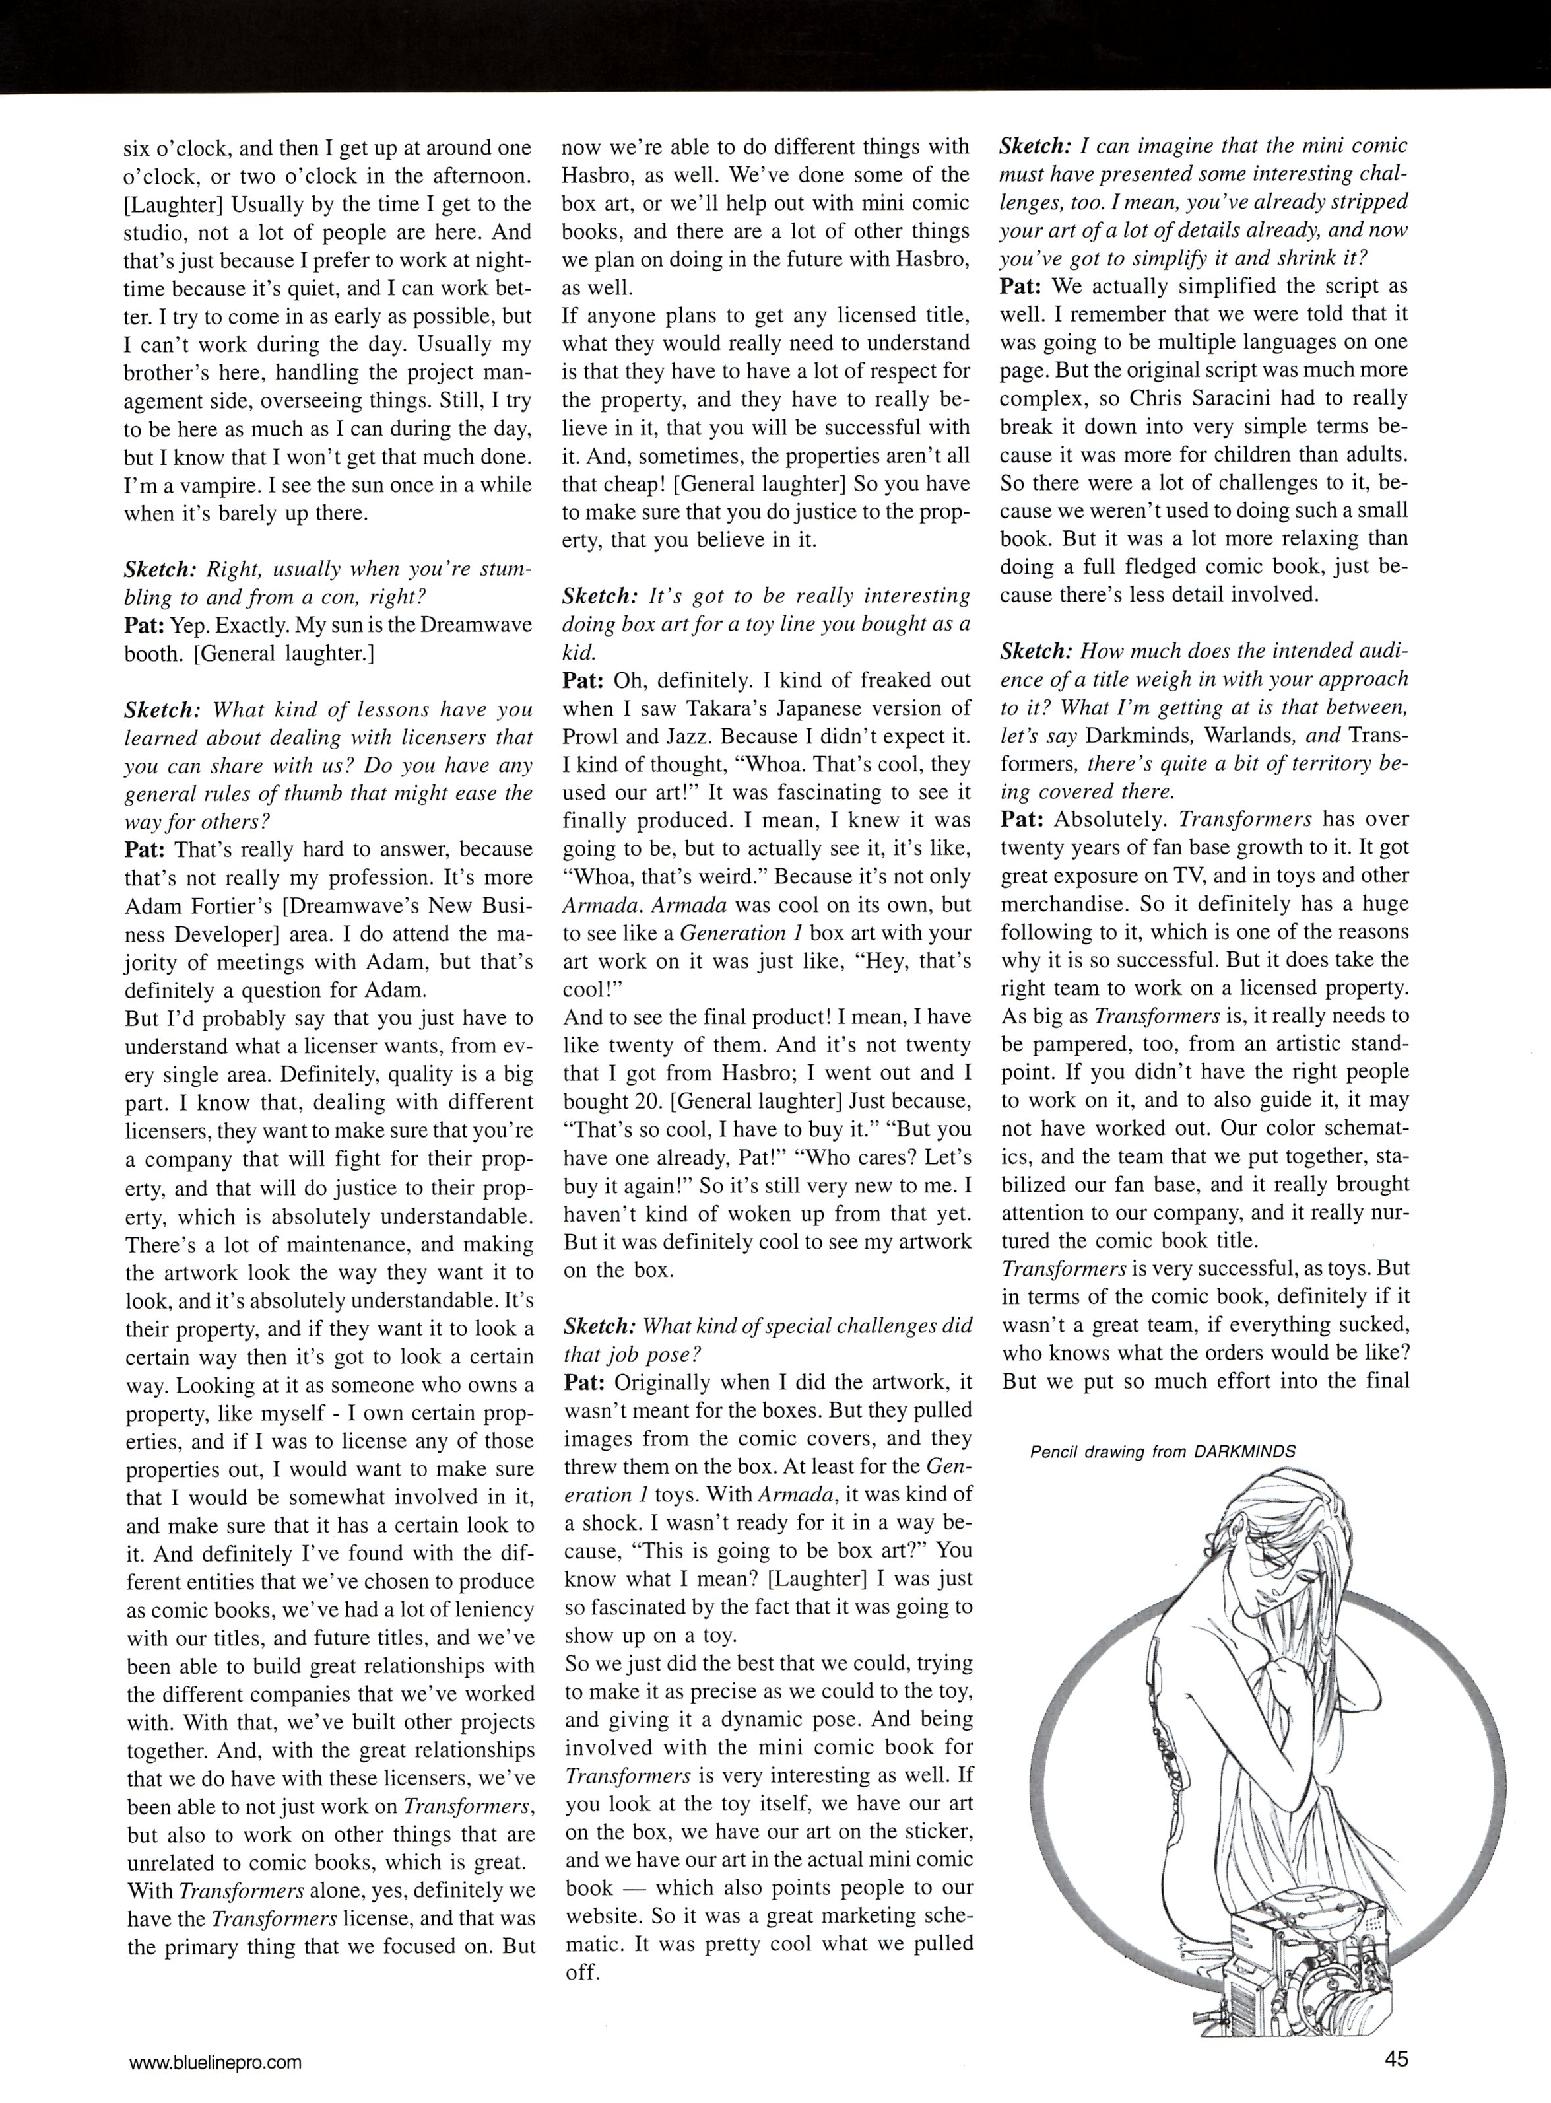 six o'clock, and then I get up at around one
o'clock, or two o'clock in the afternoon.
[Laughter] Usually by the time I get to the
studio, not a lot of people are here. And
that's just because I prefer to work at night-
time because it's quiet, and I can work bet-
ter. I try to come in as early as possible, but
I can't work during the day. Usually my
brother's here, handling the project man-
agement side, overseeing things. Still, I try
to be here as much as I can during the day,
but I know that I won't get that much done.
I'm a vampire. I see the sun once in a while
when it's barely up there.
Sketch: Right, usually when you're stum-
bling to and from a con, right?
Pat: Yep. Exactly. My sun is the Dreamwave
booth. [General laughter.]
Sketch: What kind of lessons have you
learned about dealing with licensers that
you can share with us? Do you have any
general rules of thumb that might ease the
way for others?
Pat: That's really hard to answer, because
that's not really my profession. It's more
Adam Fortier's [Dreamwave's New Busi-
ness Developer] area. I do attend the ma-
jority of meetings with Adam, but that's
definitely a question for Adam.
But I'd probably say that you just have to
understand what a licenser wants, from ev-
ery single area. Definitely, quality is a big
part. I know that, dealing with different
licensers, they want to make sure that you're
a company that will fight for their prop-
erty, and that will do justice to their prop-
erty, which is absolutely understandable.
There's a lot of maintenance, and making
the artwork look the way they want it to
look, and it's absolutely understandable. It's
their property, and if they want it to look a
certain way then it's got to look a certain
way. Looking at it as someone who owns a
property, like myself - I own certain prop-
erties, and if I was to license any of those
properties out, I would want to make sure
that I would be somewhat involved in it,
and make sure that it has a certain look to
it. And definitely I've found with the dif-
ferent entities that we've chosen to produce
as comic books, we've had a lot of leniency
with our titles, and future titles, and we've
been able to build great relationships with
the different companies that we've worked
with. With that, we've built other projects
together. And, with the great relationships
that we do have with these licensers, we've
been able to not just work on Transformers,
but also to work on other things that are
unrelated to comic books, which is great.
With Transformers alone, yes, definitely we
have the Transformers license, and that was
the primary thing that we focused on. But
now we're able to do different things with
Hasbro, as well. We've done some of the
box art, or we'll help out with mini comic
books, and there are a lot of other things
we plan on doing in the future with Hasbro,
as well.
If anyone plans to get any licensed title,
what they would really need to understand
is that they have to have a lot of respect for
the property, and they have to really be-
lieve in it, that you will be successful with
it. And, sometimes, the properties aren't all
that cheap! [General laughter] So you have
to make sure that you do justice to the prop-
erty, that you believe in it.
Sketch: It's got to be really interesting
doing box art for a toy line you bought as a
kid.
Pat: Oh, definitely. I kind of freaked out
when I saw Takara's Japanese version of
Prowl and Jazz. Because I didn't expect it.
I kind of thought, "Whoa. That's cool, they
used our art!" It was fascinating to see it
finally produced. I mean, I knew it was
going to be, but to actually see it, it's like,
"Whoa, that's weird." Because it's not only
Armada. Armada was cool on its own, but
to see like a Generation 1 box art with your
art work on it was just like, "Hey, that's
cool!"
And to see the final product! I mean, I have
like twenty of them. And it's not twenty
that I got from Hasbro; I went out and I
bought 20. [General laughter] Just because,
"That's so cool, I have to buy it." "But you
have one already, Pat!" "Who cares? Let's
buy it again!" So it's still very new to me. I
haven't kind of woken up from that yet.
But it was definitely cool to see my artwork
on the box.
Sketch: What kind of special challenges did
that job pose?
Pat: Originally when I did the artwork, it
wasn't meant for the boxes. But they pulled
images from the comic covers, and they
threw them on the box. At least for the Gen-
eration 1 toys. With Armada, it was kind of
a shock. I wasn't ready for it in a way be-
cause, "This is going to be box art?" You
know what I mean? [Laughter] I was just
so fascinated by the fact that it was going to
show up on a toy.
So we just did the best that we could, trying
to make it as precise as we could to the toy,
and giving it a dynamic pose. And being
involved with the mini comic book for
Transformers is very interesting as well. If
you look at the toy itself, we have our art
on the box, we have our art on the sticker,
and we have our art in the actual mini comic
book — which also points people to our
website. So it was a great marketing sche-
matic. It was pretty cool what we pulled
off.
Sketch: I can imagine that the mini comic
must have presented some interesting chal-
lenges, too. I mean, you've already stripped
your art of a lot of details already, and now
you've got to simplify it and shrink it?
Pat: We actually simplified the script as
well. I remember that we were told that it
was going to be multiple languages on one
page. But the original script was much more
complex, so Chris Saracini had to really
break it down into very simple terms be-
cause it was more for children than adults.
So there were a lot of challenges to it, be-
cause we weren't used to doing such a small
book. But it was a lot more relaxing than
doing a full fledged comic book, just be-
cause there's less detail involved.
Sketch: How much does the intended audi-
ence of a title weigh in with your approach
to it? What I'm getting at is that between,
let's say Darkminds, Warlands, and Trans-
formers, there's quite a bit of territory be-
ing covered there.
Pat: Absolutely. Transformers has over
twenty years of fan base growth to it. It got
great exposure on TV, and in toys and other
merchandise. So it definitely has a huge
following to it, which is one of the reasons
why it is so successful. But it does take the
right team to work on a licensed property.
As big as Transformers is, it really needs to
be pampered, too, from an artistic stand-
point. If you didn't have the right people
to work on it, and to also guide it, it may
not have worked out. Our color schemat-
ics, and the team that we put together, sta-
bilized our fan base, and it really brought
attention to our company, and it really nur-
tured the comic book title.
Transformers is very successful, as toys. But
in terms of the comic book, definitely if it
wasn't a great team, if everything sucked,
who knows what the orders would be like?
But we put so much effort into the final
Pencil drawing from DARKMINDS
www.bluelinepro.com
45